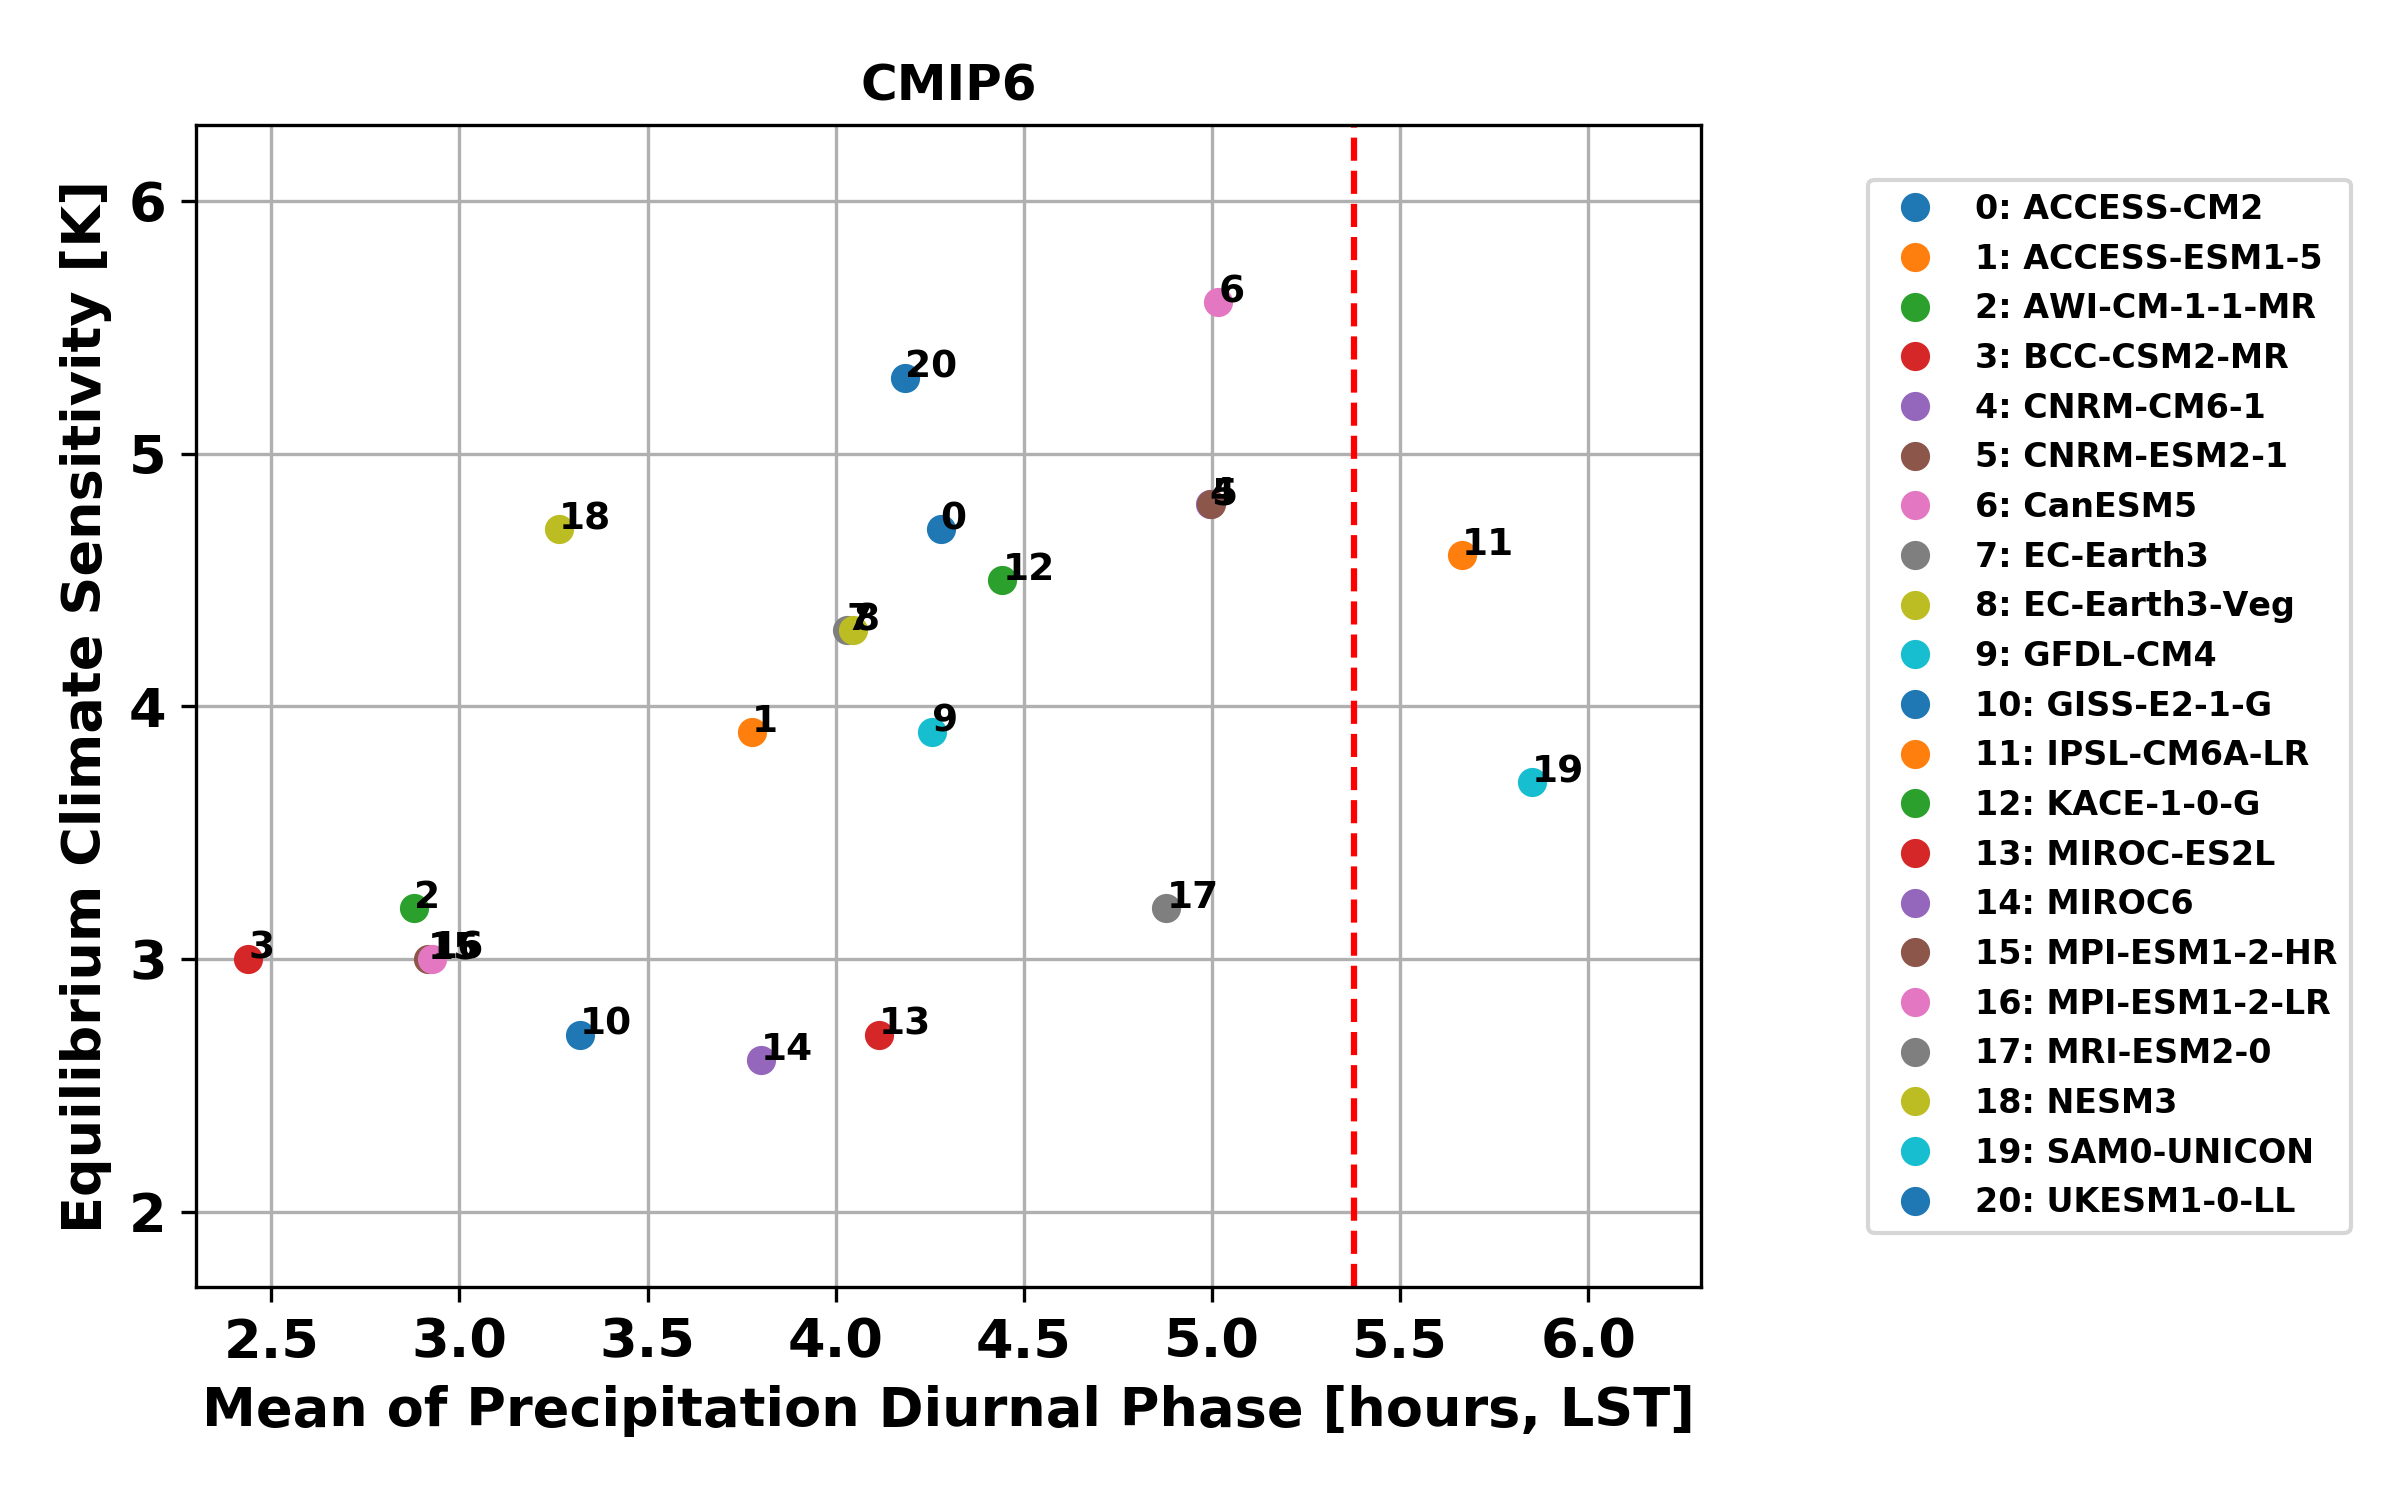 CMIP6
Equilibrium Climate Sensitivity [K]
6
5
4
3
2
6
20
18
0
4
5
12
11
7
8
1
9
19
2
17
3
15
16
10
13
14
2.5 3.0 3.5 4.0 4.5 5.0 5.5 6.0
Mean of Precipitation Diurnal Phase [hours, LST]
0: ACCESS-CM2
1: ACCESS-ESM1-5
2: AWI-CM-1-1-MR
3: BCC-CSM2-MR
4: CNRM-CM6-1
5: CNRM-ESM2-1
6: CanESM5
7: EC-Earth3
8: EC-Earth3-Veg
9: GFDL-CM4
10: GISS-E2-1-G
11: IPSL-CM6A-LR
12: KACE-1-0-G
13: MIROC-ES2L
14: MIROC6
15: MPI-ESM1-2-HR
16: MPI-ESM1-2-LR
17: MRI-ESM2-0
18: NESM3
19: SAM0-UNICON
20: UKESM1-0-LL